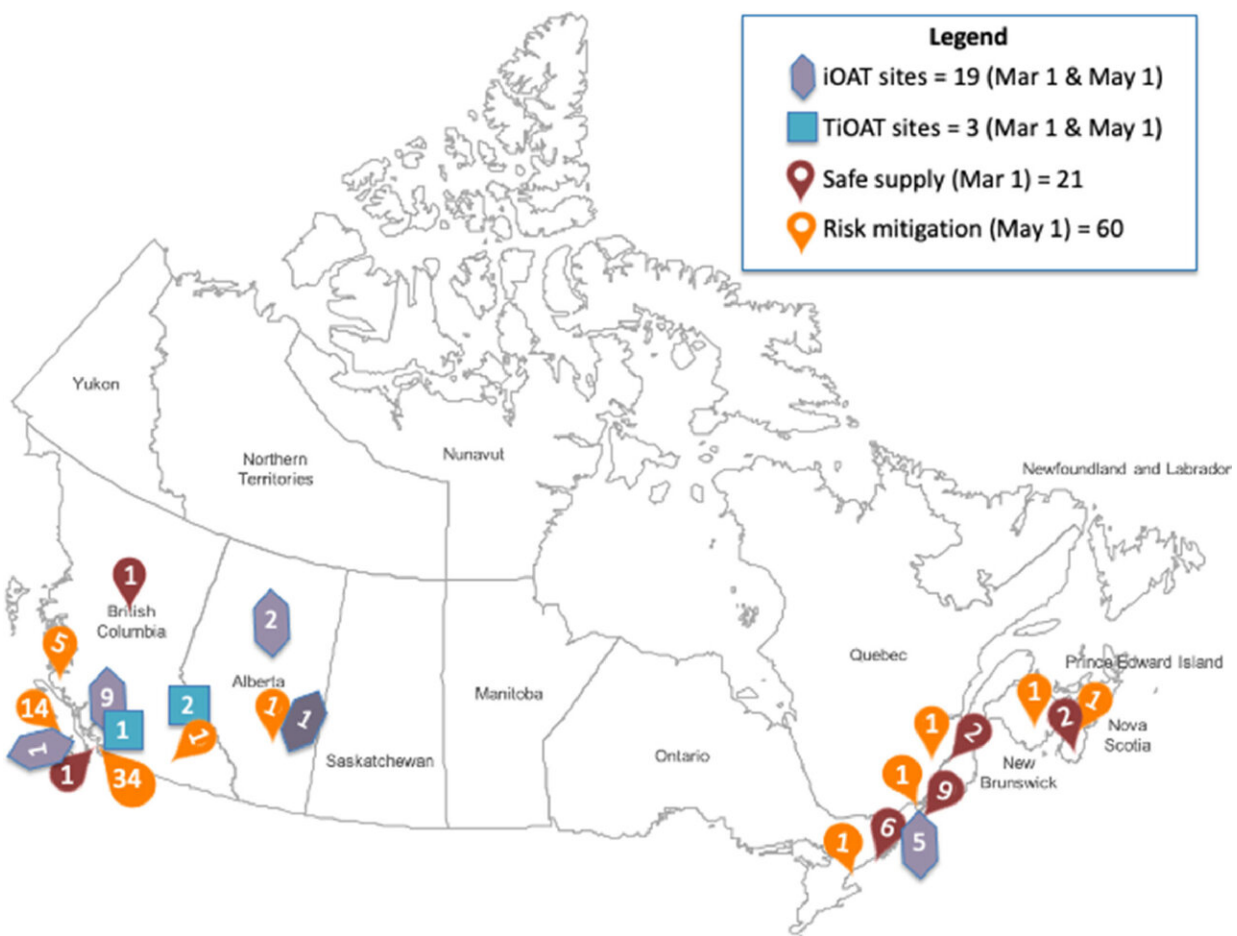 Legend
iOAT sites = 19 (Mar 1 & May 1)
TiOAT sites = 3 (Mar 1 & May 1)
Safe supply (Mar 1) = 21
Risk mitigation (May 1) = 60
Yukon
Northern
Territories
Nunavut
Newfoundland and Labrador
1
British
Columbia
2
5
Alberta
Quebec
Prince Edward Island
9
2
14
1
1
1
1
1
1
1
Manitoba
1
2
1
Nova
Scotia
Saskatchewan
Ontario
1
2
New
Brunswick
1
34
1
9
1
6
5